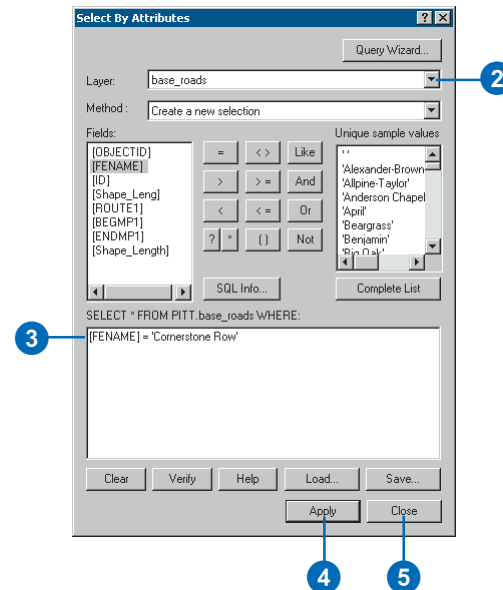 Select By Attributes
Query Wizard...
Layer: base_roads
2
Method : Create a new selection
Fields:
Unique sample values
[OBJECTID]
[FENAME]
[ID]
[Shape_Leng]
[ROUTE1]
[BEGMP1]
[ENDMP1]
[Shape_Length]
= < > Like
> > = And
< < = Or
? * ( ) Not
' '
'Alexander-Brown
'Allpine-Taylor'
'Anderson Chapel
'April'
'Beargrass'
'Benjamin'
'Big Oak'
SQL Info...
Complete List
SELECT * FROM PITT.base_roads WHERE:
3
[FENAME] = 'Cornerstone Row'
Clear Verify Help Load... Save...
Apply Close
4 5